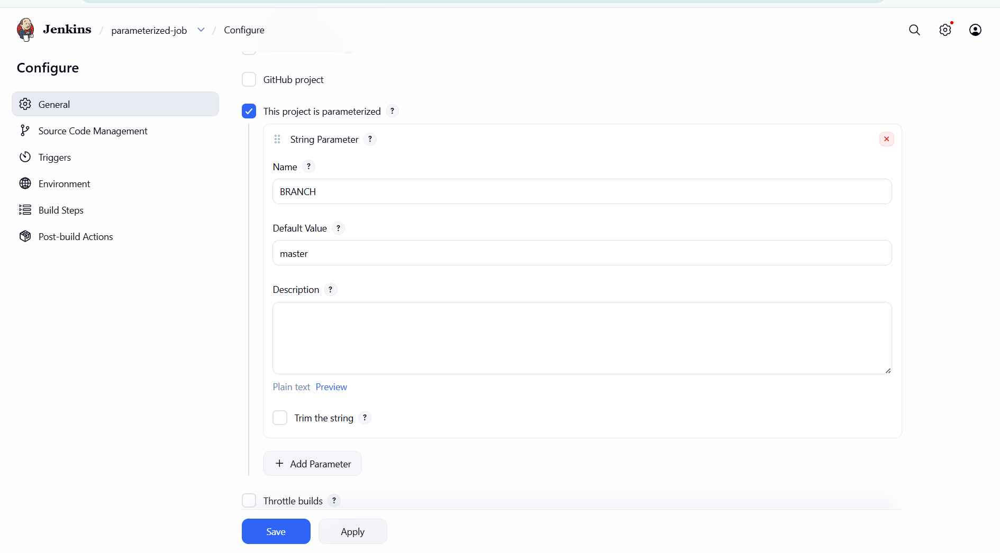 Jenkins / parameterized-job / Configure
Configure
General
Source Code Management
Triggers
Environment
Build Steps
Post-build Actions
GitHub project
This project is parameterized ?
String Parameter ?
Name ?
BRANCH
Default Value ?
master
Description ?
Plain text Preview
Trim the string ?
+ Add Parameter
Throttle builds ?
Save Apply